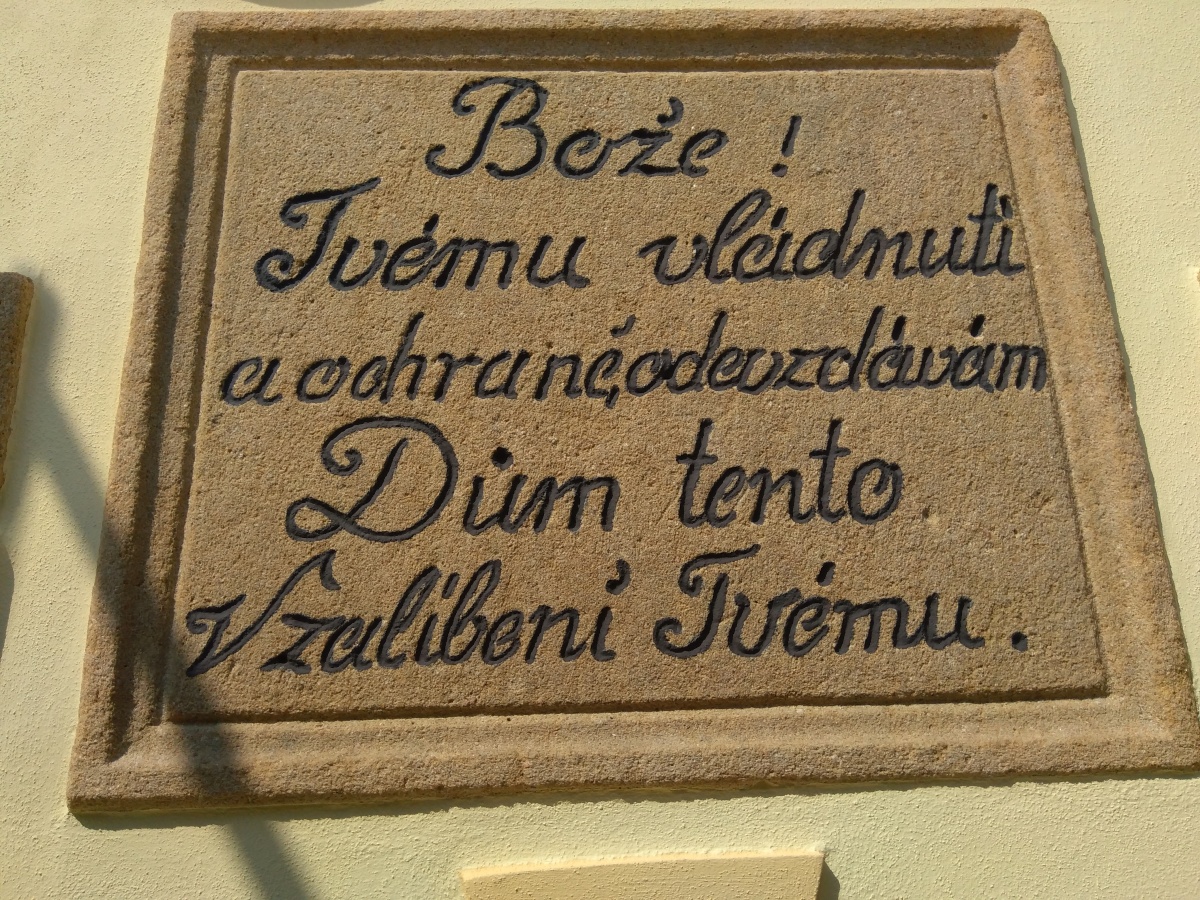 Bože !
Tvému vládnutí
a ochraně, odevzdávám
Dům tento
V zalíbení Tvému.